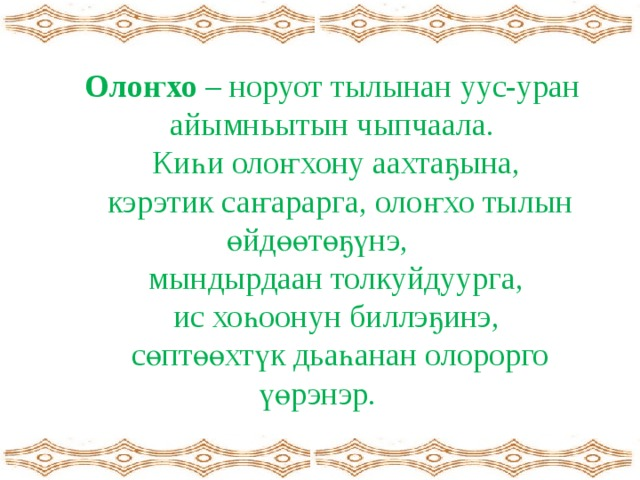 Олоҥхо – норуот тылынан уус-уран
айымньытын чыпчаала.
Киһи олоҥхону аахтаҕына,
кэрэтик саҥарарга, олоҥхо тылын
өйдөөтөҕүнэ,
мындырдаан толкуйдуурга,
ис хоһоонун биллэҕинэ,
сөптөөхтүк дьаһанан олорорго
үөрэнэр.